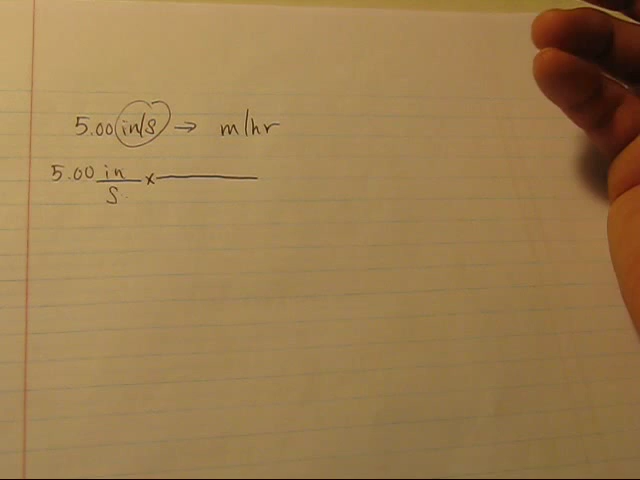 5.00 in/s → m/hr
5.00 in/s × ―